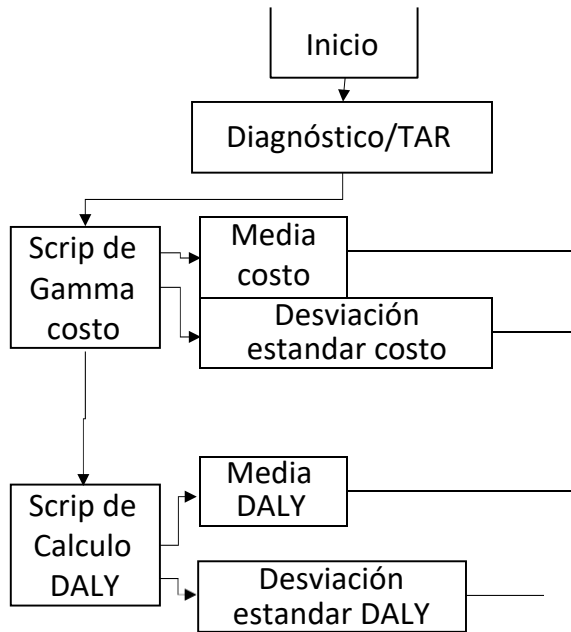 Inicio
Diagnóstico/TAR
Scrip de
Gamma
costo
Media
costo
Desviación
estandar costo
Scrip de
Calculo
DALY
Media
DALY
Desviación
estandar DALY